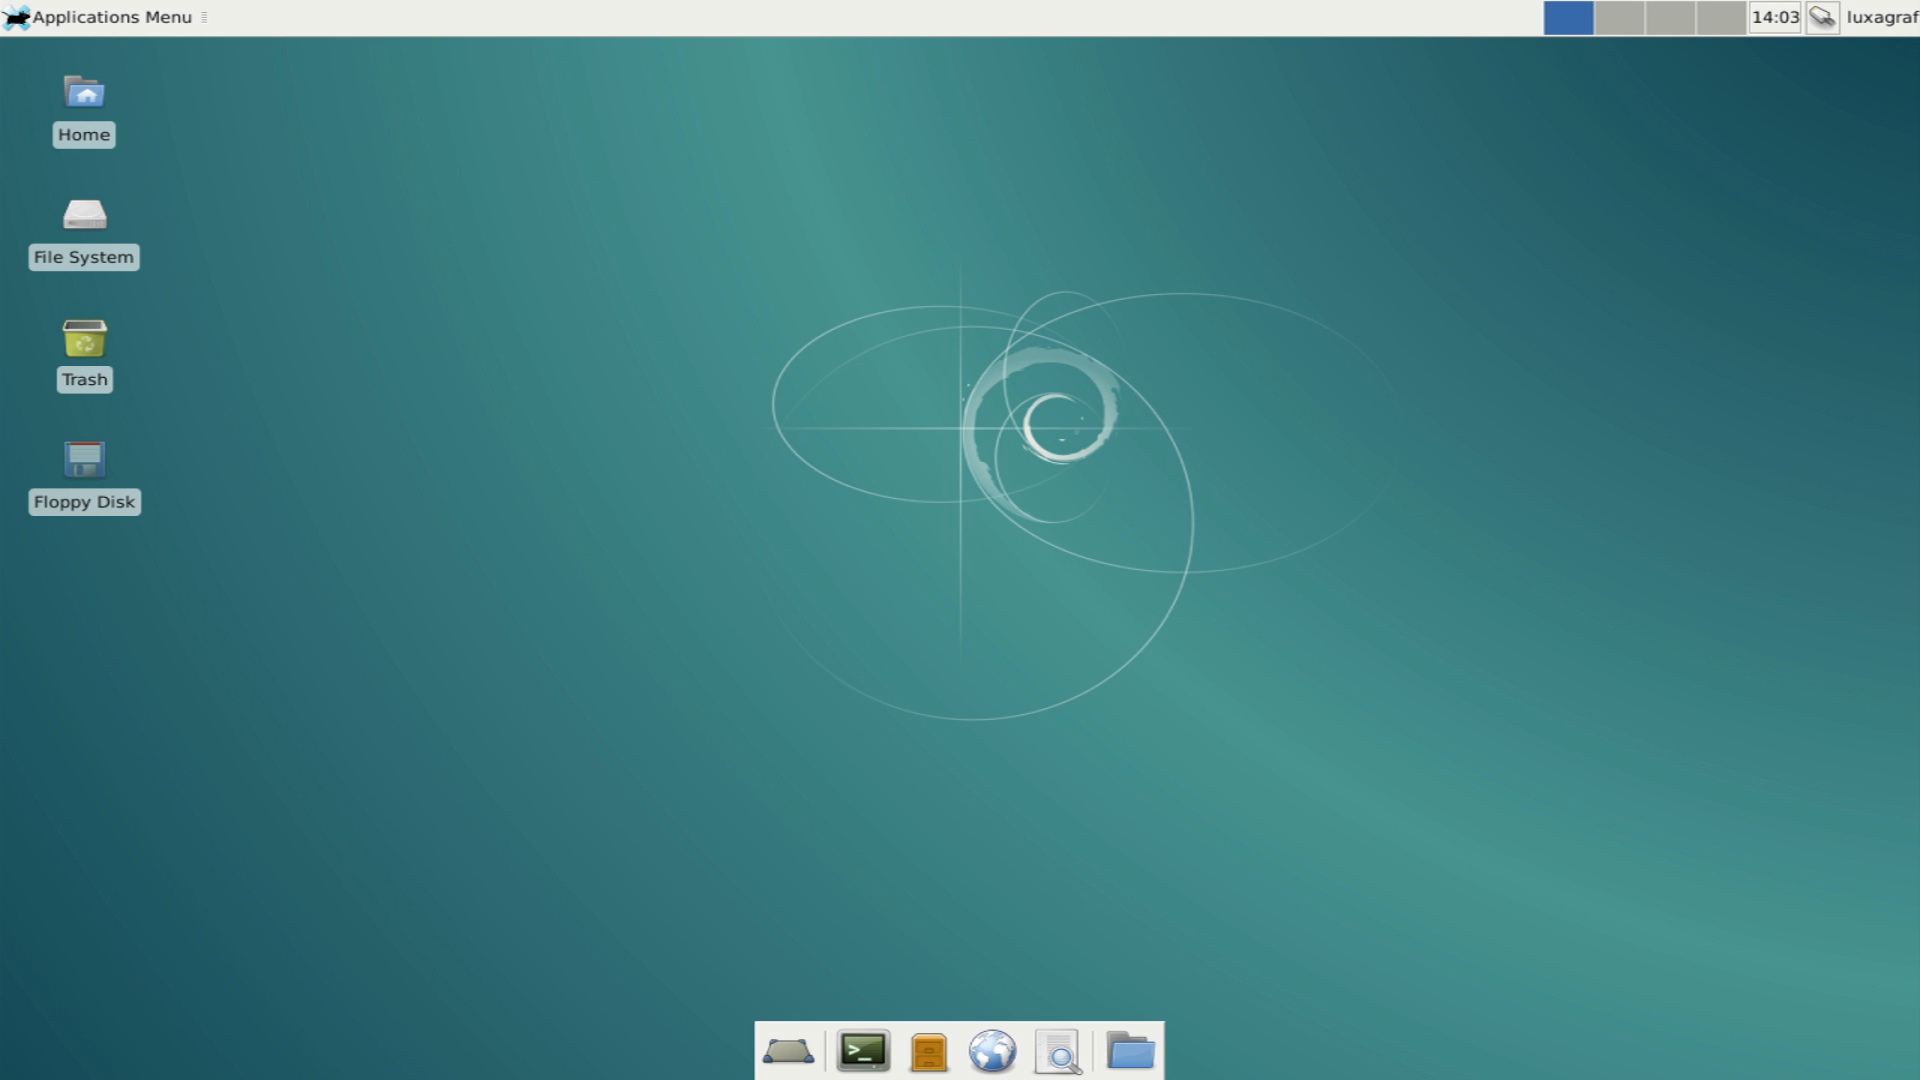 Applications Menu
14:03
luxagraf
Home
File System
Trash
Floppy Disk
>_